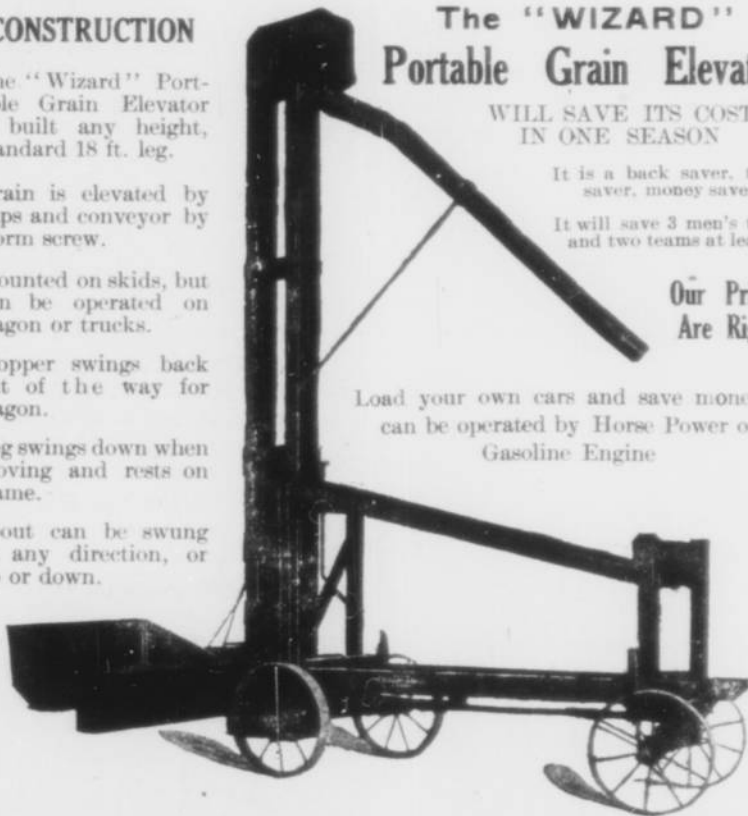 CONSTRUCTION
he "Wizard" Port-
ble Grain Elevator
built any height,
andard 18 ft. leg.
rain is elevated by
ps and conveyor by
orm screw.
ounted on skids, but
n be operated on
agon or trucks.
opper swings back
t of the way for
agon.
g swings down when
oving and rests on
ame.
out can be swung
any direction, or
or down.
The "WIZARD"
Portable Grain Elevat
WILL SAVE ITS COST
IN ONE SEASON
It is a back saver, t
saver, money save
It will save 3 men's t
and two teams at lea
Our Pr
Are Rig
Load your own cars and save mone
can be operated by Horse Power o
Gasoline Engine